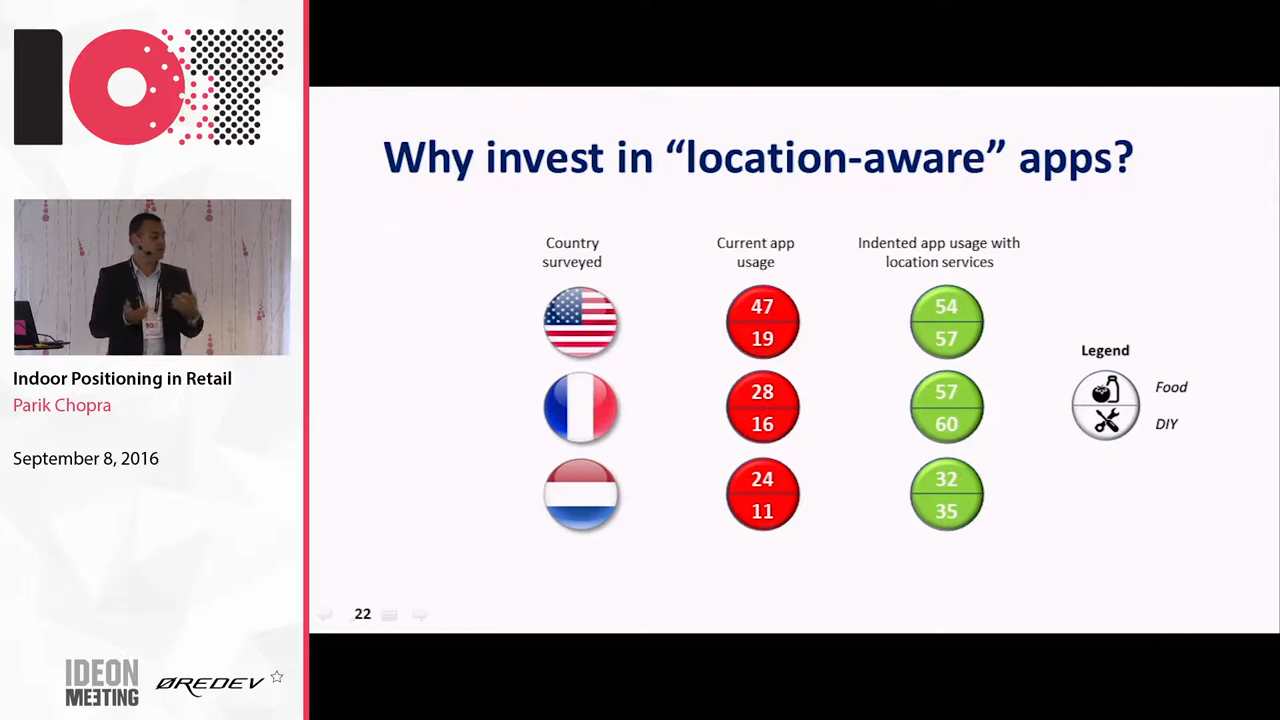 IOT
Indoor Positioning in Retail
Parik Chopra
September 8, 2016
IDEON
MEETING
ØREDEV
Why invest in “location-aware” apps?
Country
surveyed
Current app
usage
Indented app usage with
location services
47
19
54
57
28
16
57
60
24
11
32
35
Legend
Food
DIY
22